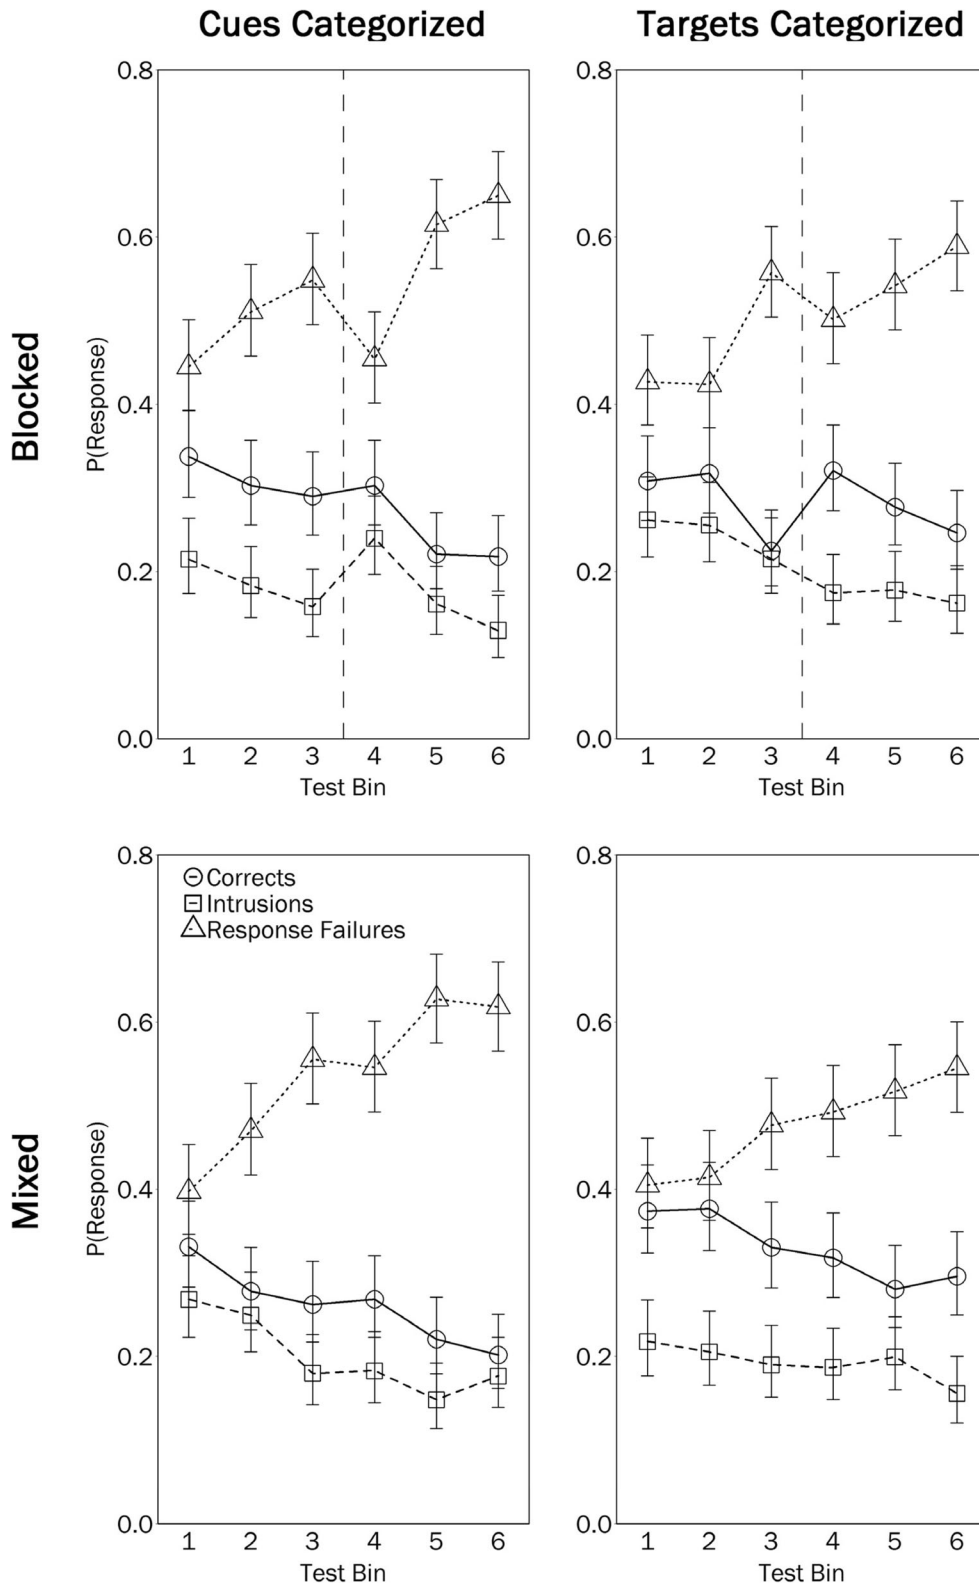 Cues Categorized
Targets Categorized
Blocked
P(Response)
0.8
0.6
0.4
0.2
0.0
1 2 3 4 5 6
Test Bin
0.8
0.6
0.4
0.2
0.0
1 2 3 4 5 6
Test Bin
Mixed
P(Response)
0.8
0.6
0.4
0.2
0.0
Corrects
Intrusions
Response Failures
1 2 3 4 5 6
Test Bin
0.8
0.6
0.4
0.2
0.0
1 2 3 4 5 6
Test Bin